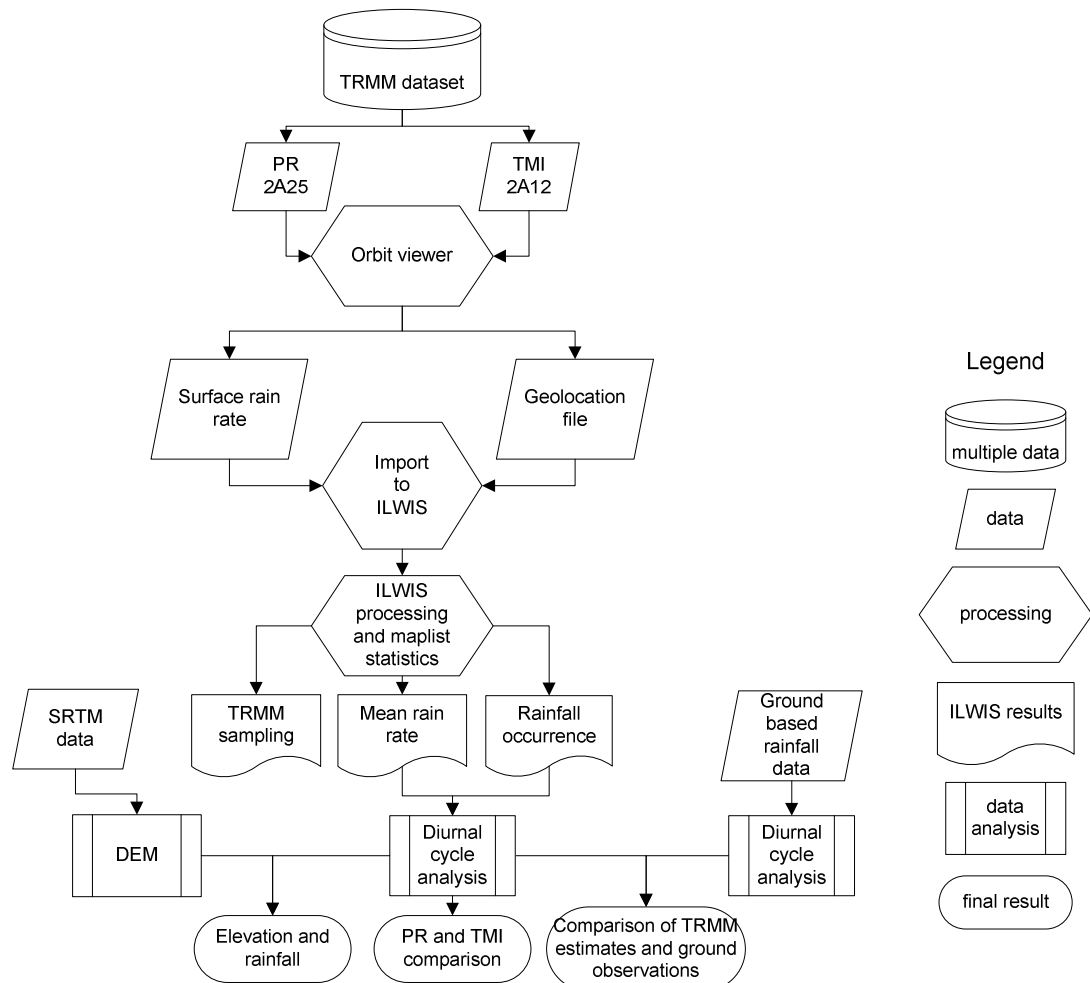 TRMM dataset
PR
2A25
TMI
2A12
Orbit viewer
Surface rain
rate
Geolocation
file
Import
to
ILWIS
ILWIS
processing
and maplist
statistics
SRTM
data
TRMM
sampling
Mean rain
rate
Rainfall
occurrence
Ground
based
rainfall
data
DEM
Diurnal
cycle
analysis
Diurnal
cycle
analysis
Elevation and
rainfall
PR and TMI
comparison
Comparison of TRMM
estimates and ground
observations
Legend
multiple data
data
processing
ILWIS results
data
analysis
final result